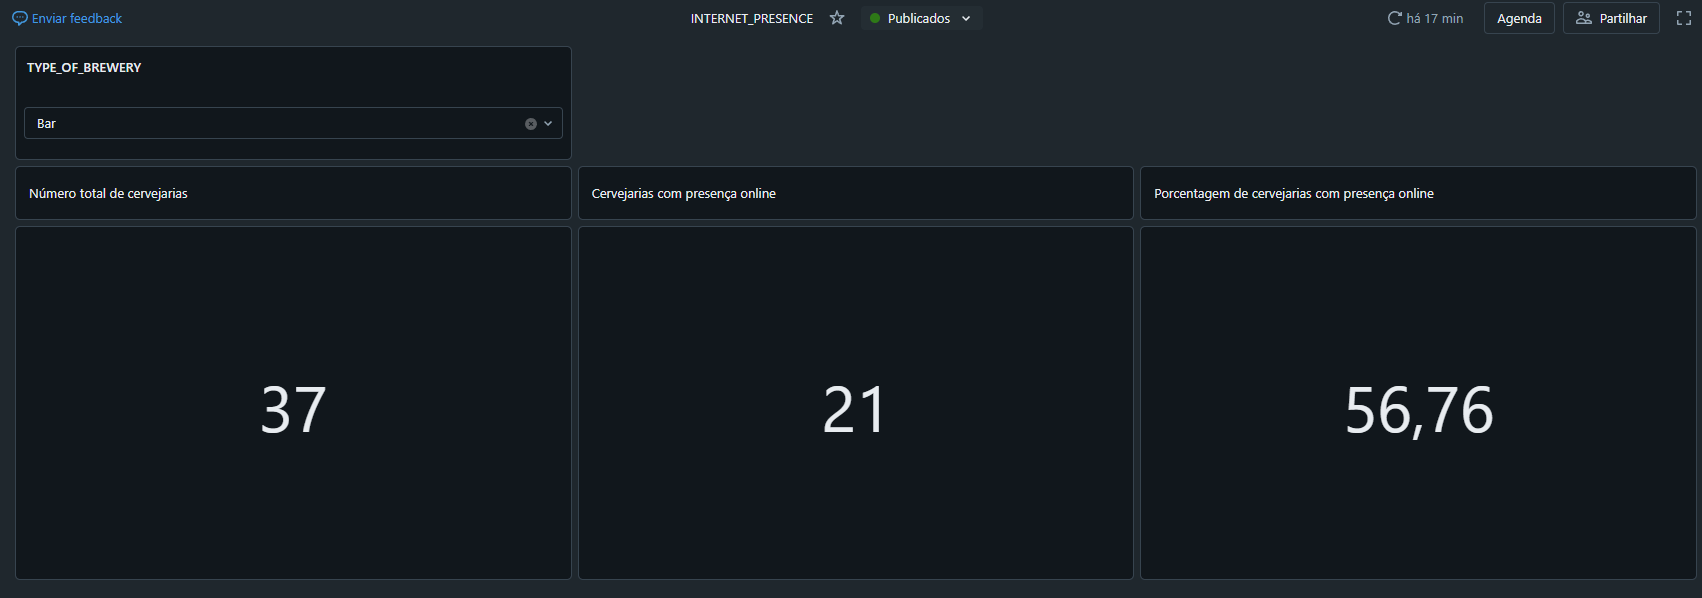 Enviar feedback
INTERNET_PRESENCE
Publicados
há 17 min
Agenda
Partilhar
TYPE_OF_BREWERY
Bar
Número total de cervejarias
Cervejarias com presença online
Porcentagem de cervejarias com presença online
37
21
56,76